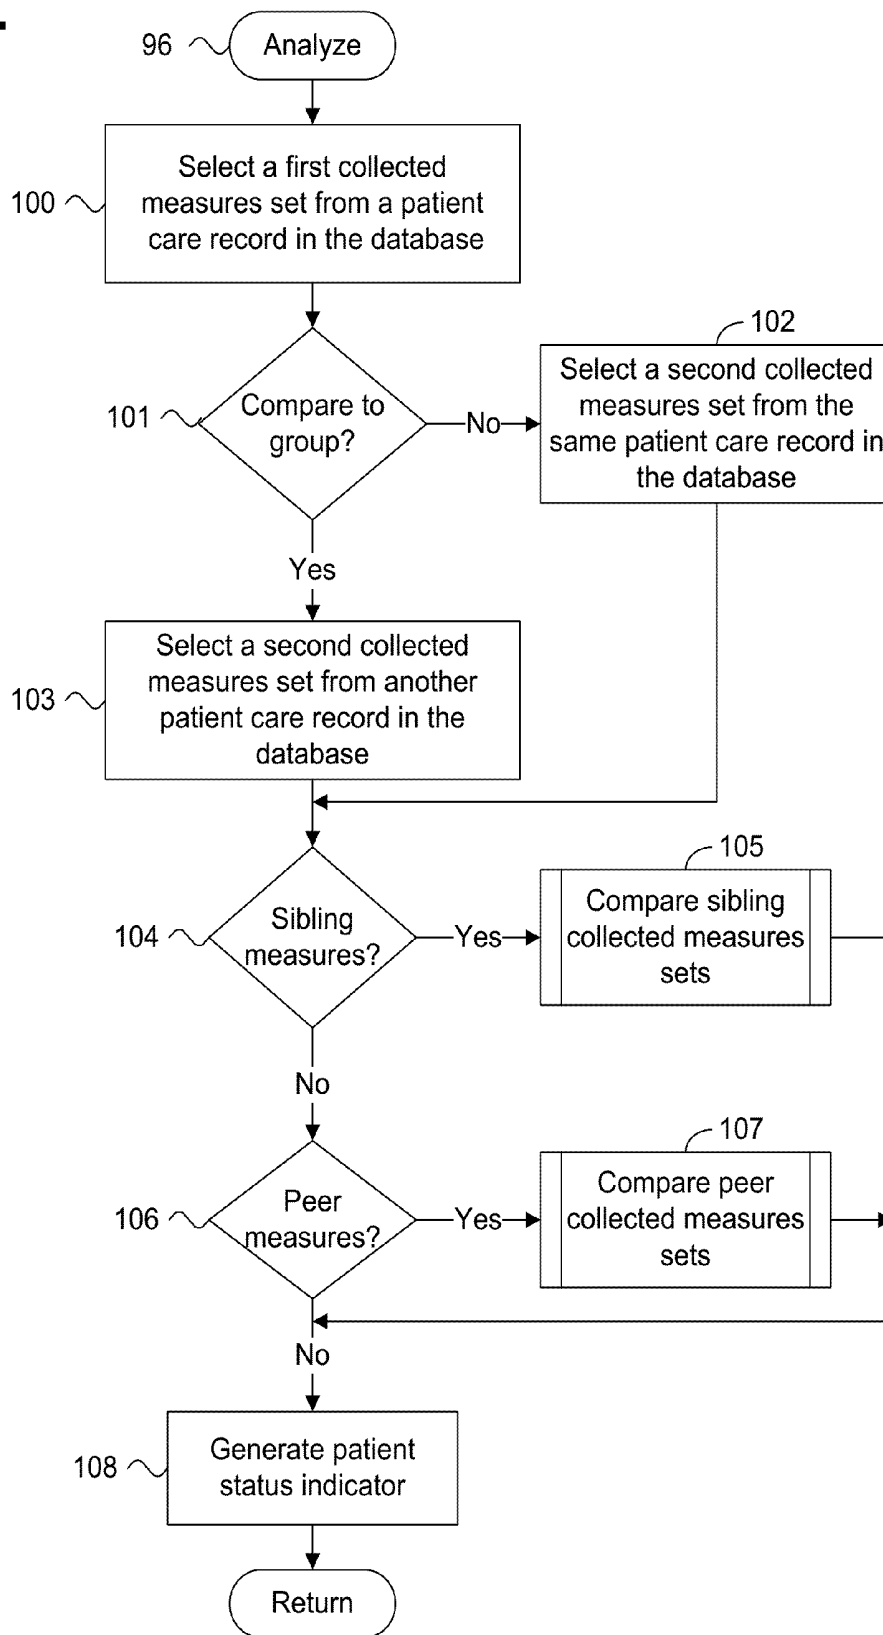 96
Analyze
Select a first collected
measures set from a patient
care record in the database
100
102
Select a second collected
measures set from the
same patient care record in
the database
101
Compare to
group?
No
Yes
Select a second collected
measures set from another
patient care record in the
database
103
105
Compare sibling
collected measures
sets
104
Sibling
measures?
Yes
No
107
Compare peer
collected measures
sets
106
Peer
measures?
Yes
No
108
Generate patient
status indicator
Return